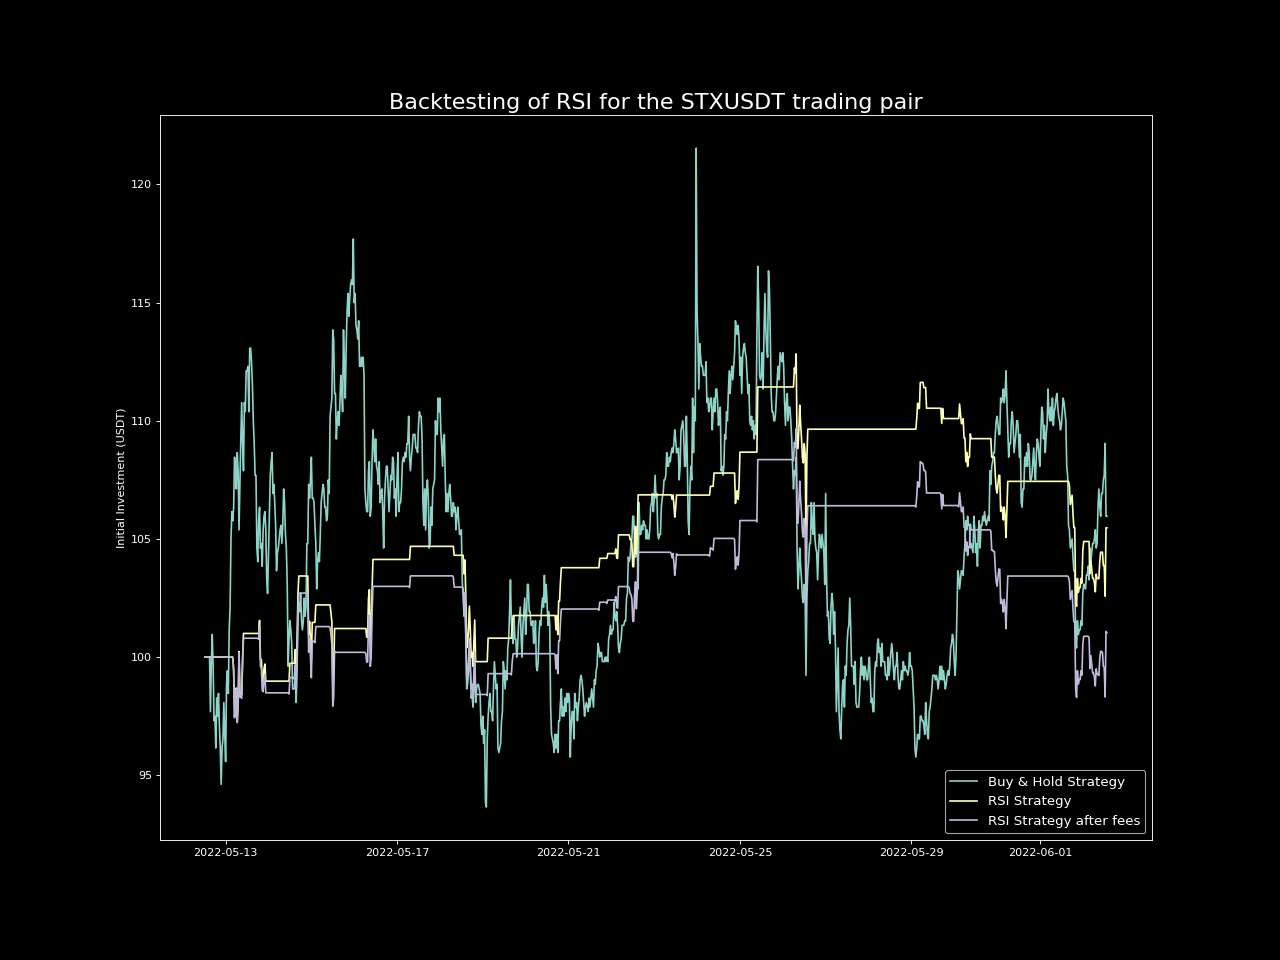 Backtesting of RSI for the STXUSDT trading pair
Initial Investment (USDT)
120
115
110
105
100
95
2022-05-13
2022-05-17
2022-05-21
2022-05-25
2022-05-29
2022-06-01
Buy & Hold Strategy
RSI Strategy
RSI Strategy after fees